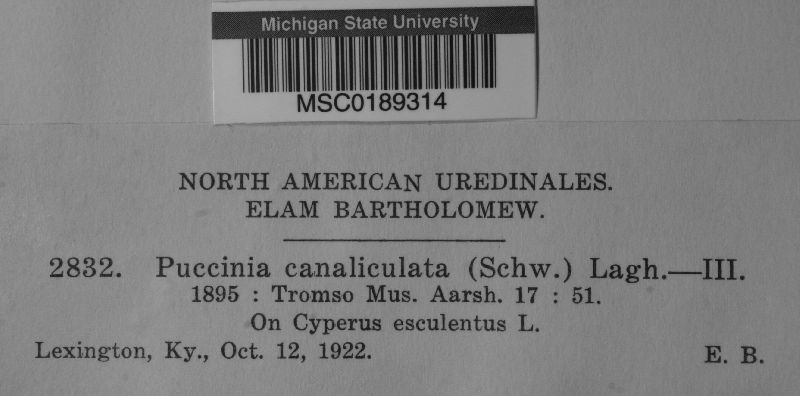 Michigan State University
MSC0189314
NORTH AMERICAN UREDINALES.
ELAM BARTHOLOMEW.
2832. Puccinia canaliculata (Schw.) Lagh.—III.
1895 : Tromso Mus. Aarsh. 17 : 51.
On Cyperus esculentus L.
Lexington, Ky., Oct. 12, 1922. E. B.